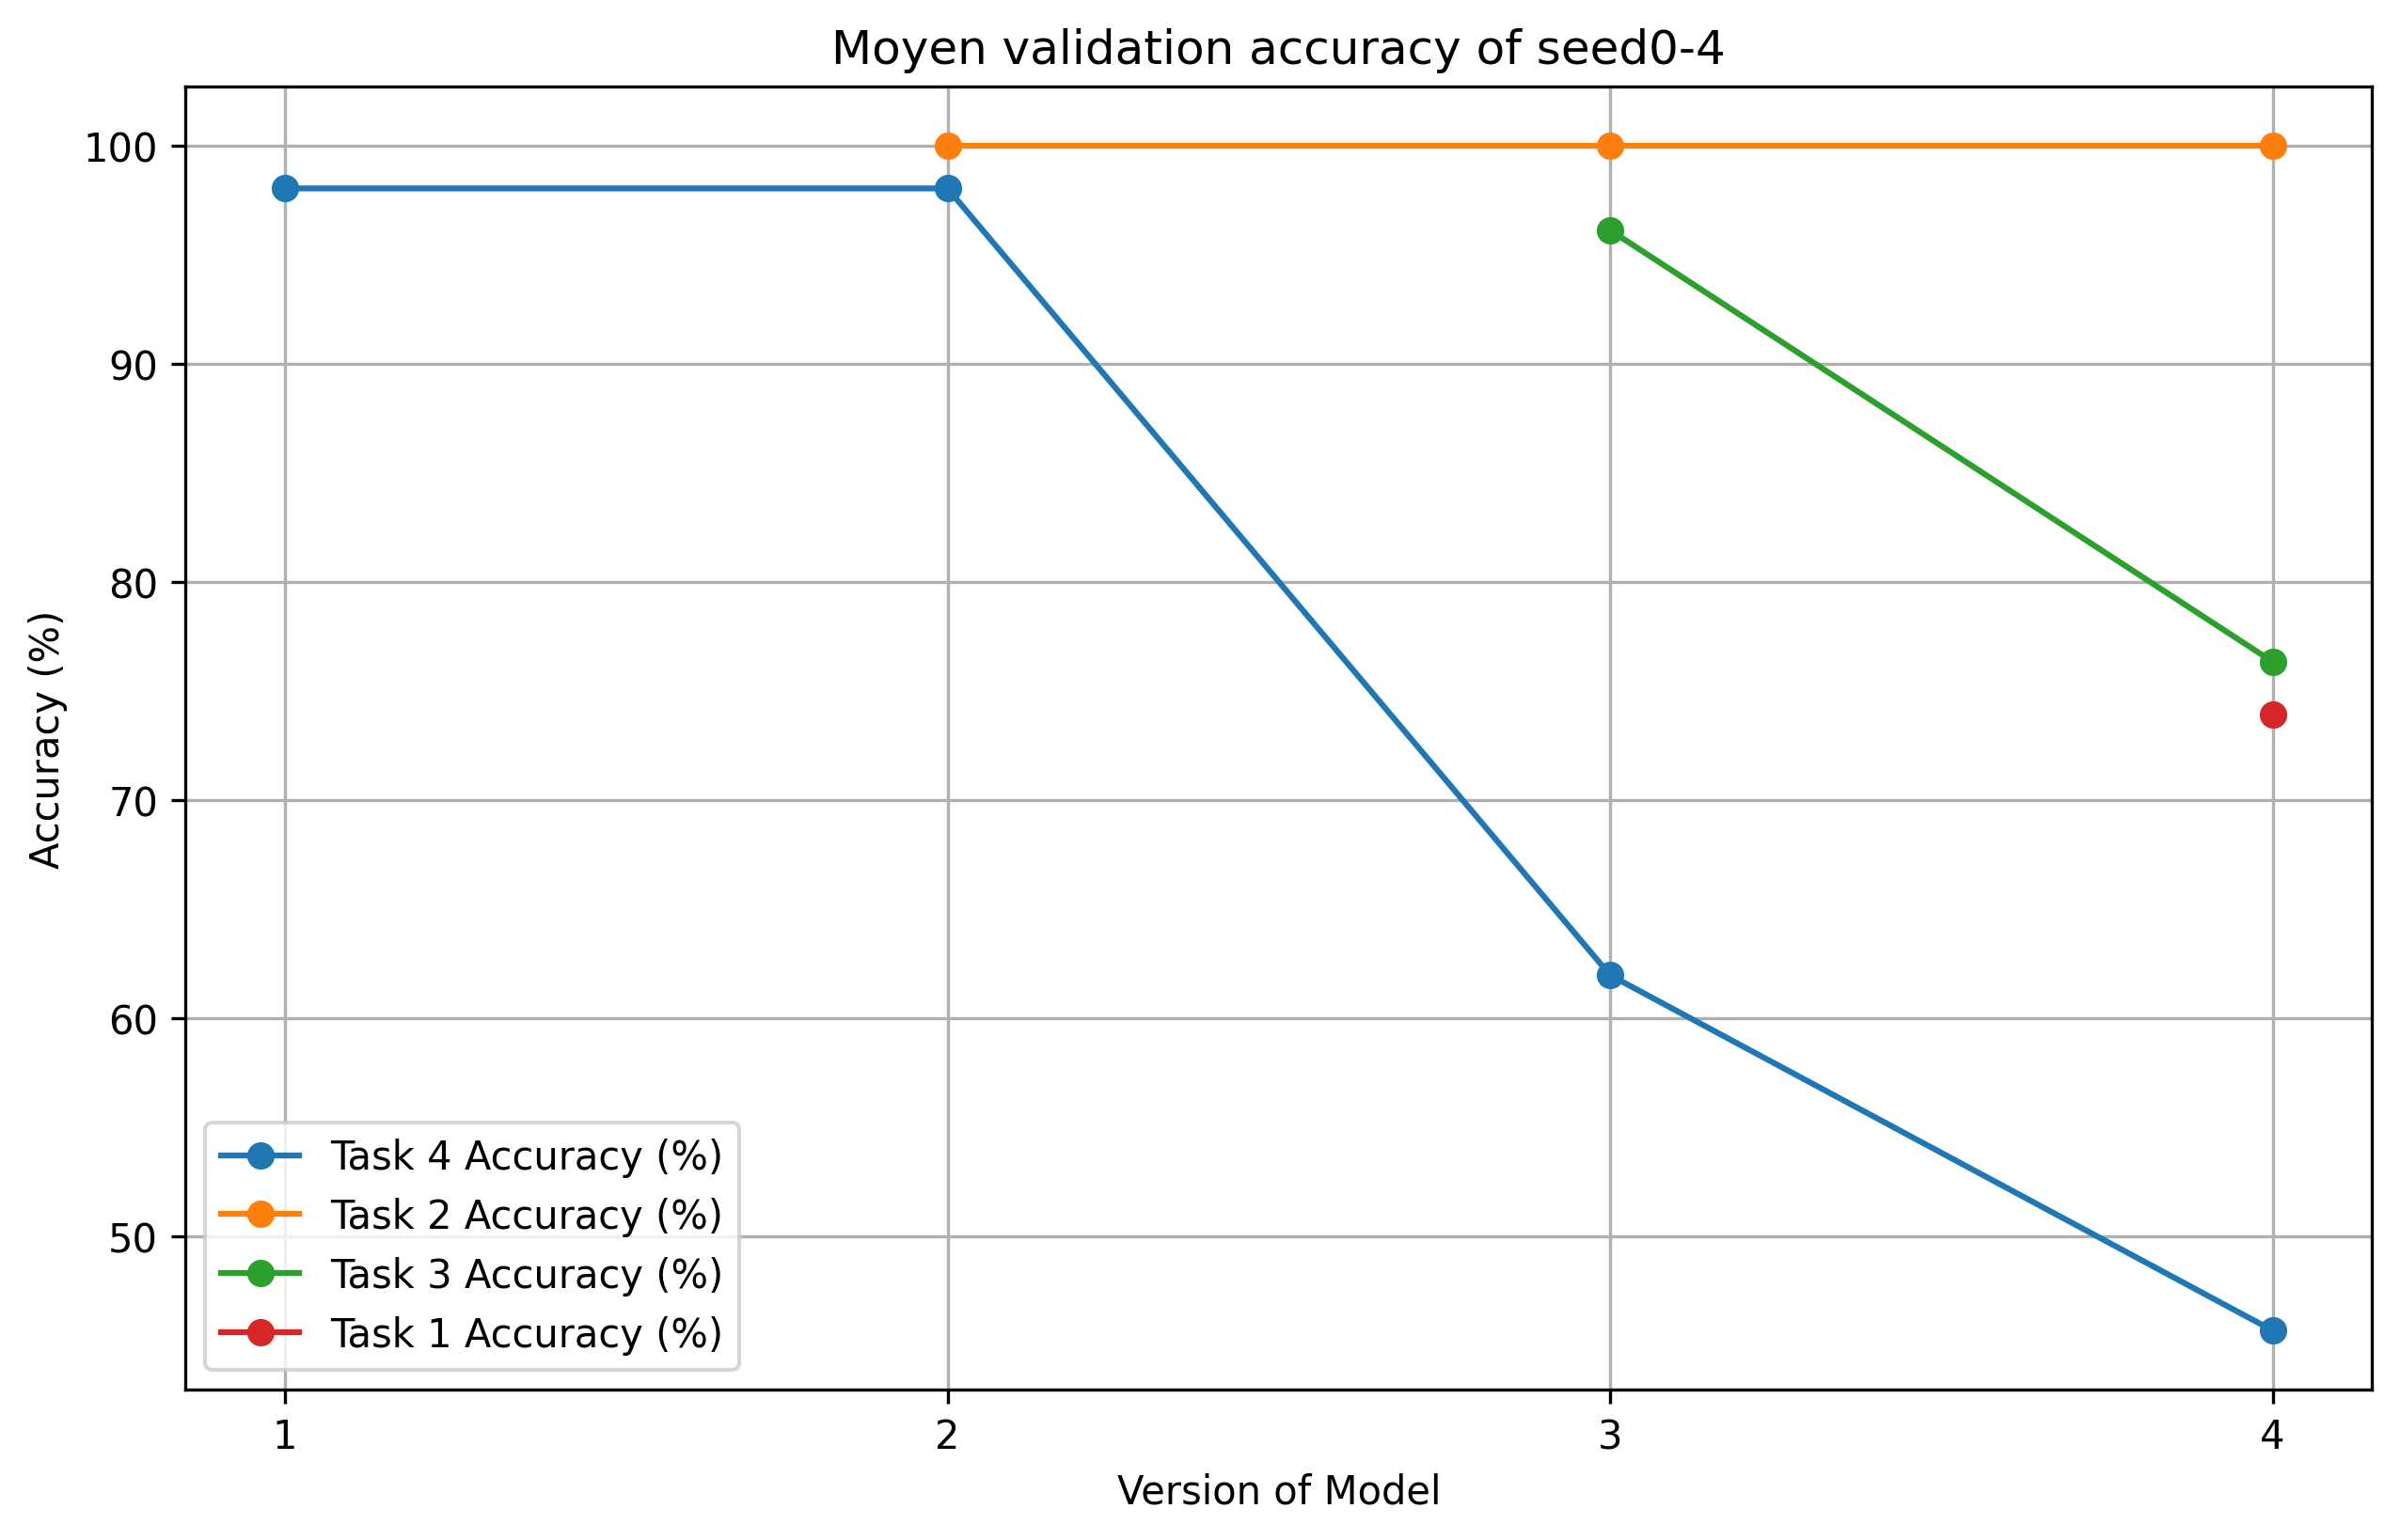 Moyen validation accuracy of seed0-4
Accuracy (%)
100
90
80
70
60
50
Task 4 Accuracy (%)
Task 2 Accuracy (%)
Task 3 Accuracy (%)
Task 1 Accuracy (%)
1
2
3
4
Version of Model